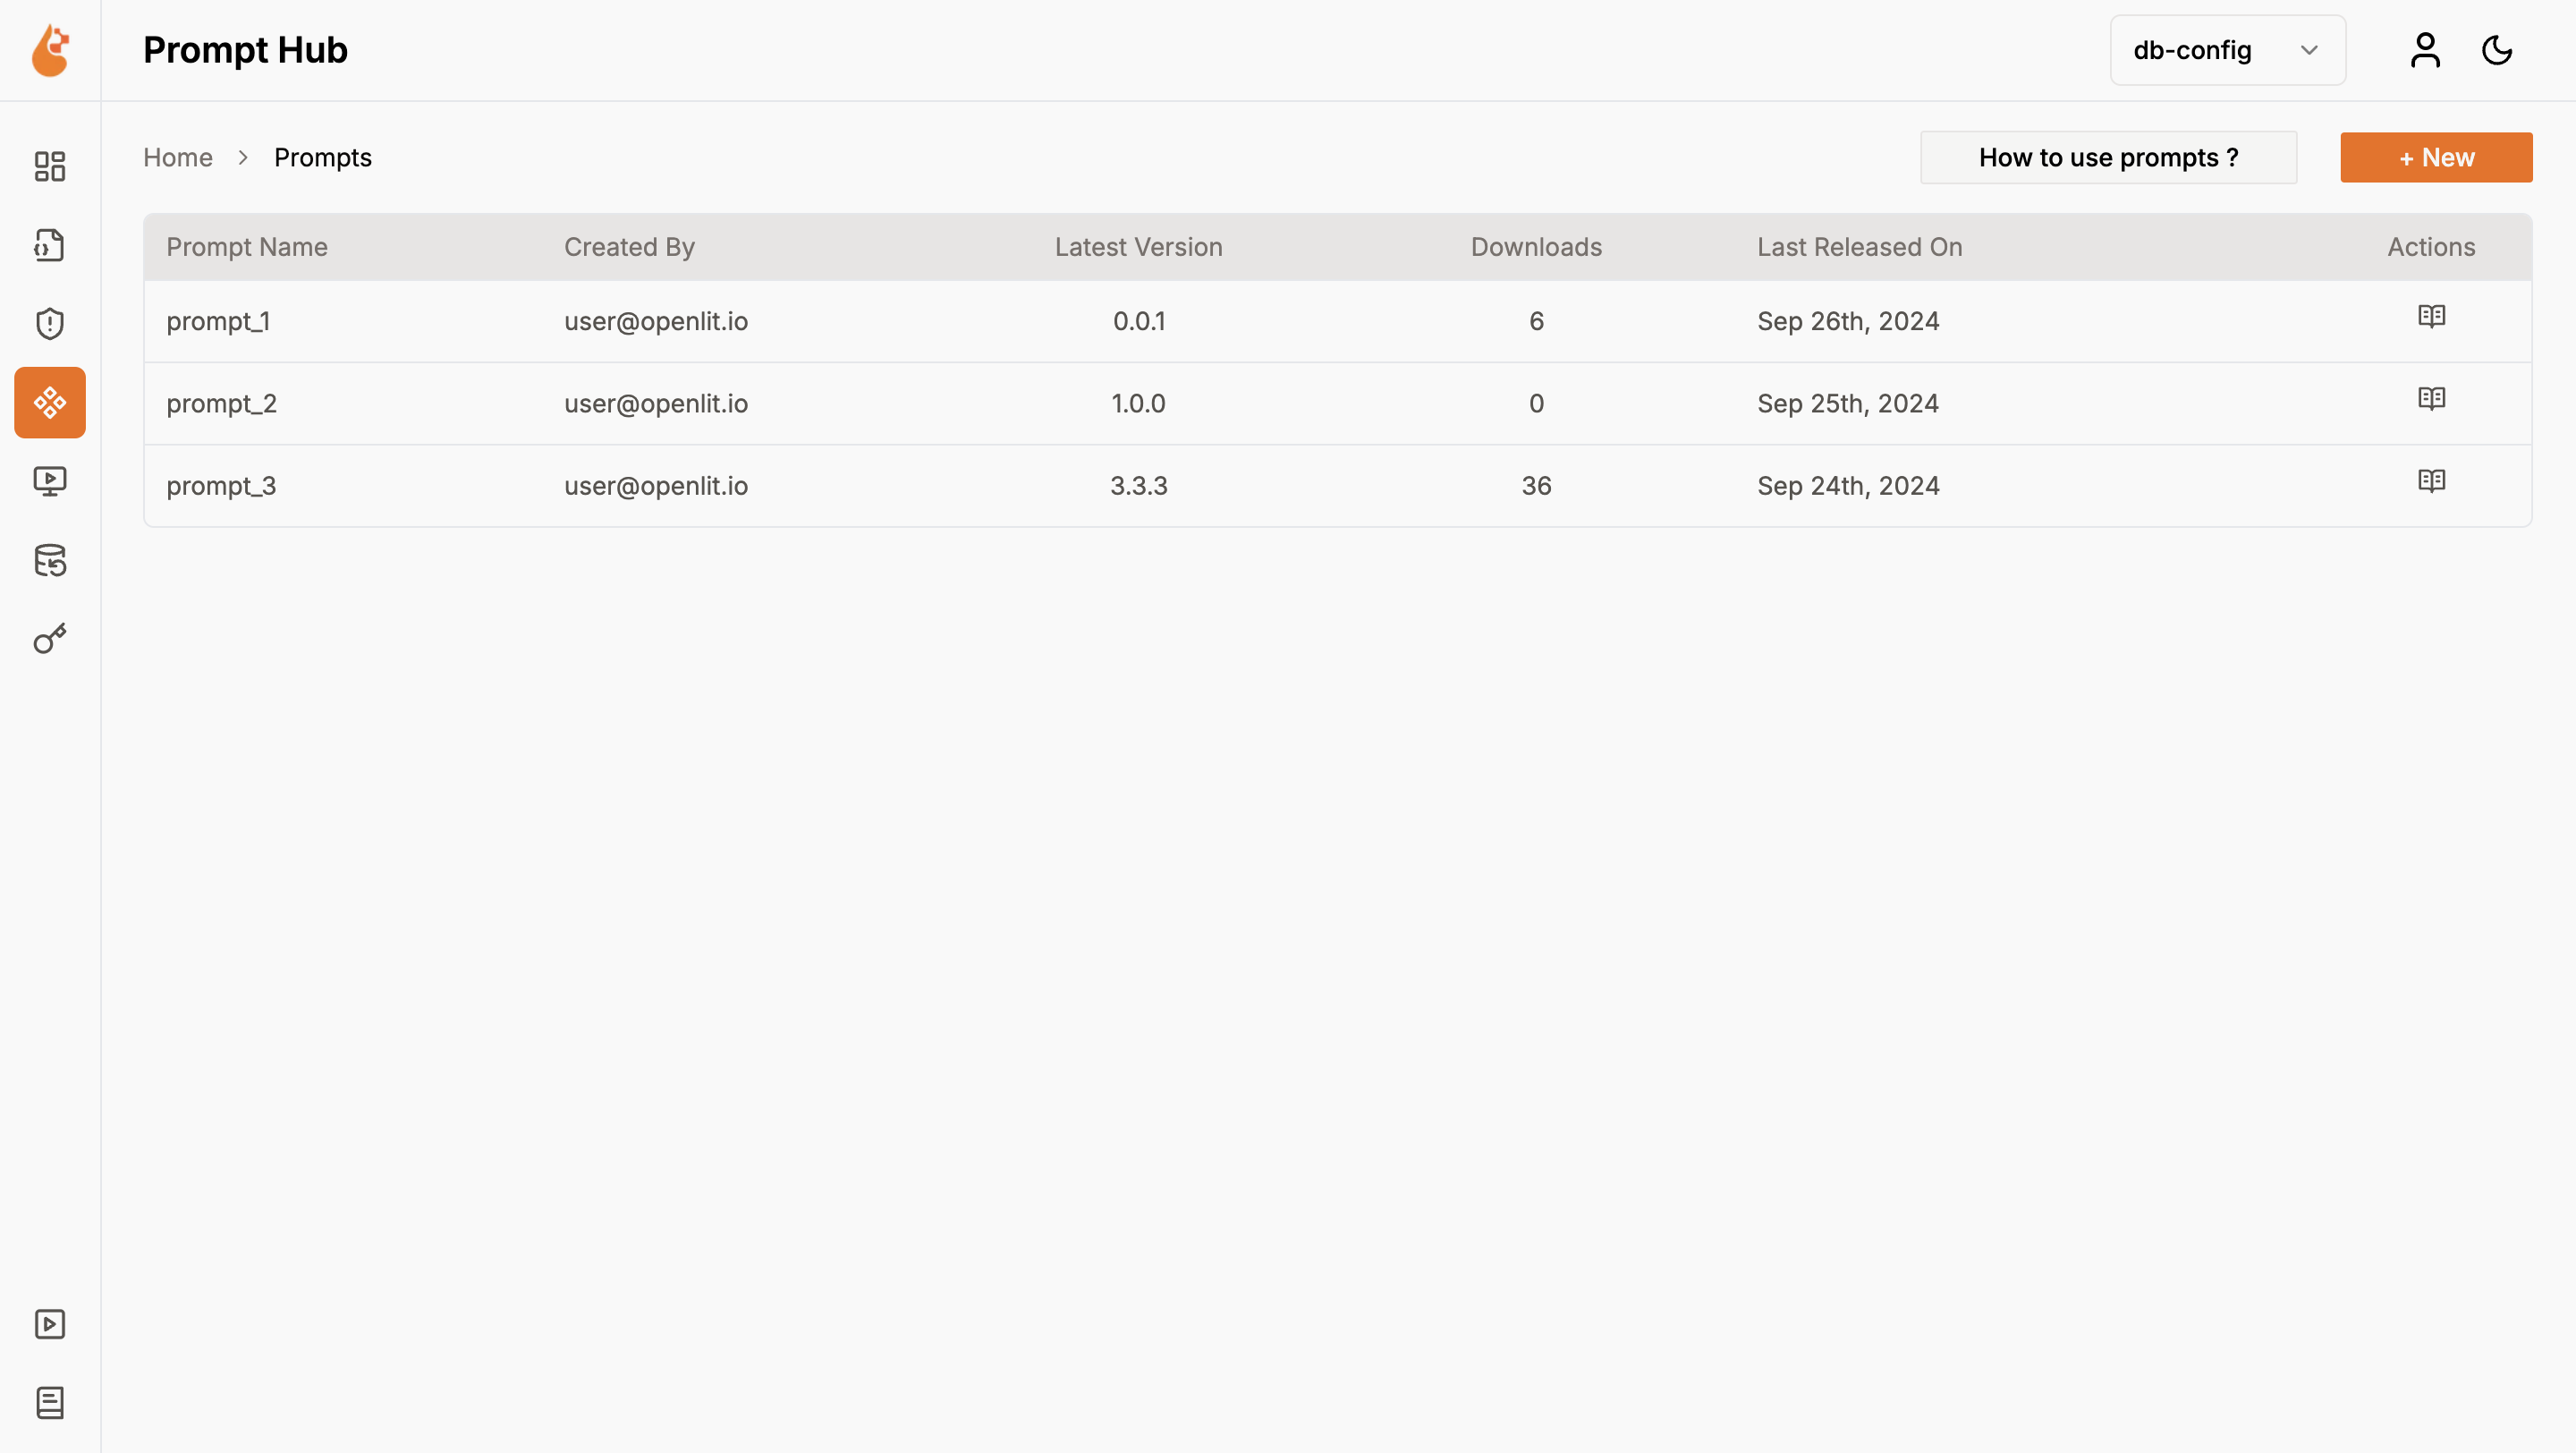 Prompt Hub
db-config
Home > Prompts
How to use prompts ?
+ New
Prompt Name Created By Latest Version Downloads Last Released On Actions
prompt_1 user@openlit.io 0.0.1 6 Sep 26th, 2024
prompt_2 user@openlit.io 1.0.0 0 Sep 25th, 2024
prompt_3 user@openlit.io 3.3.3 36 Sep 24th, 2024